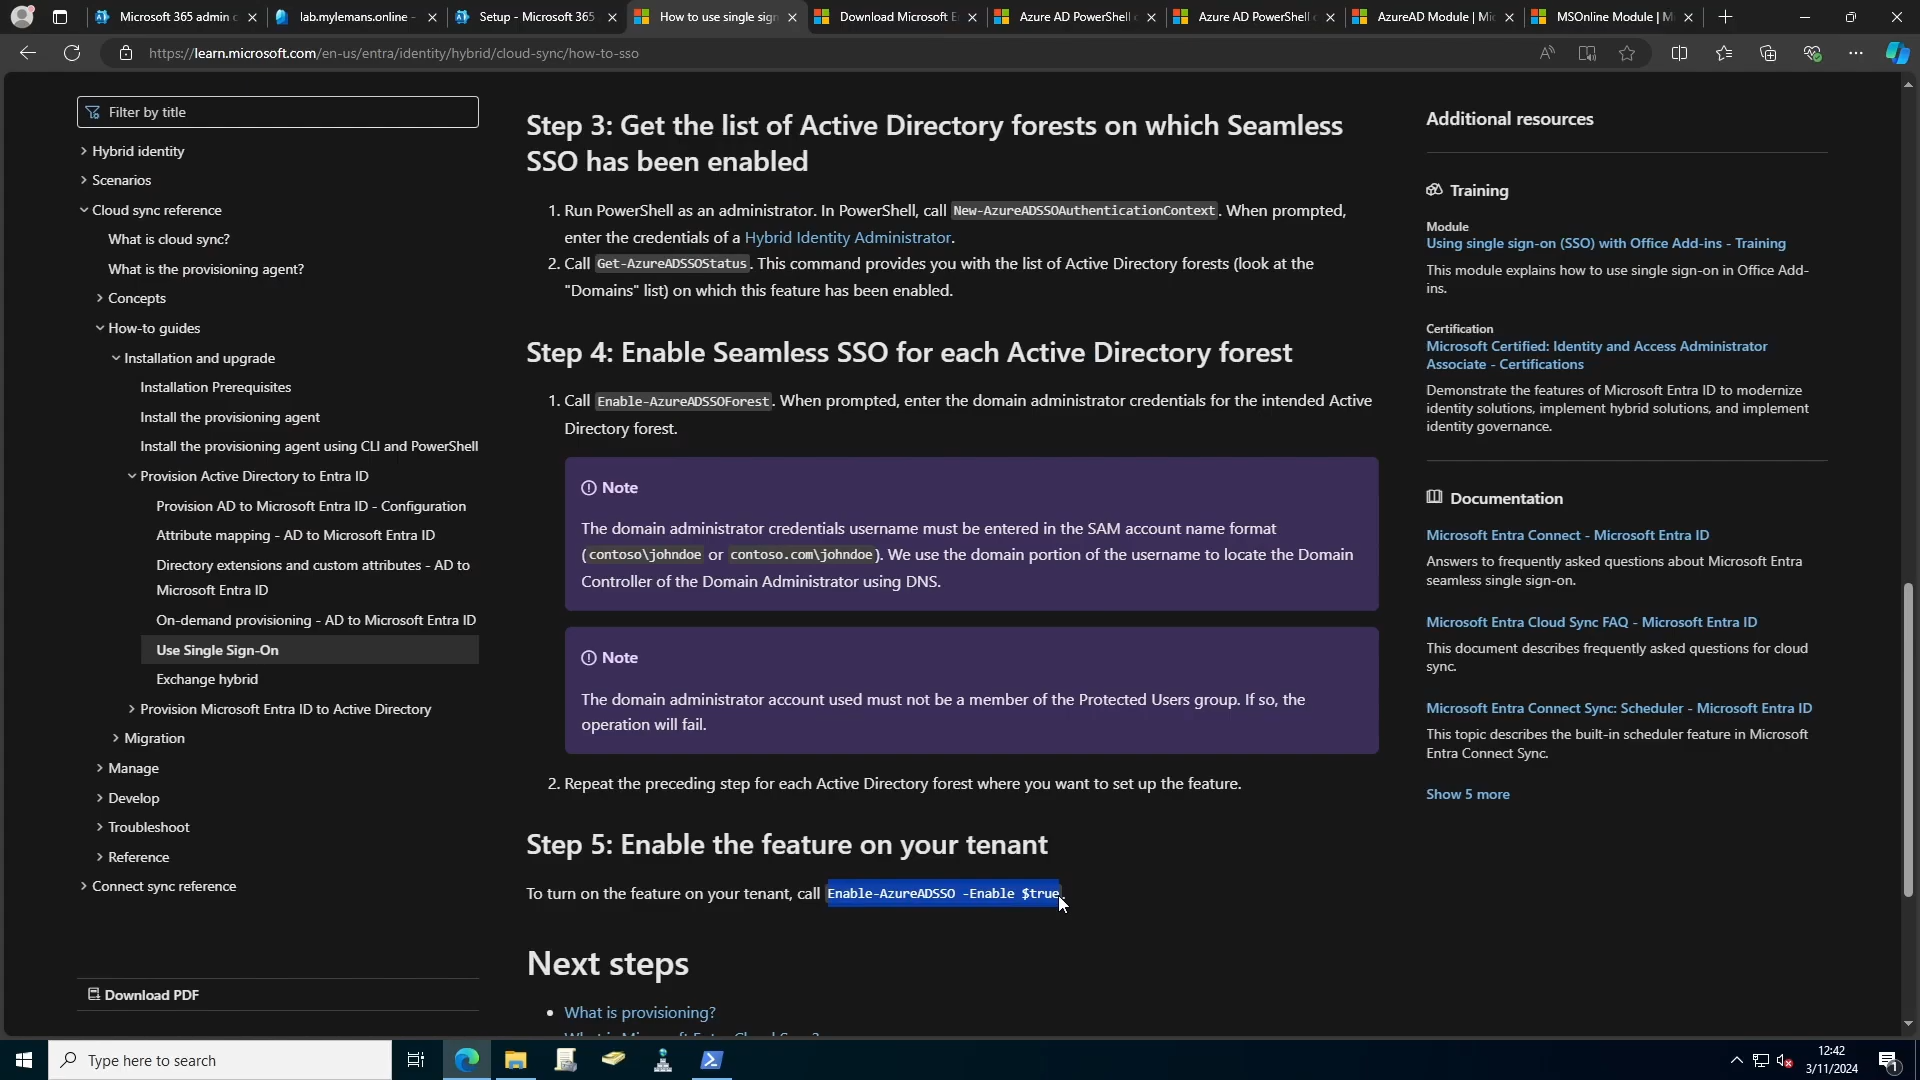 Microsoft 365 admin c
lab.mylemans.online -
Setup - Microsoft 365
How to use single sign
Download Microsoft E
Azure AD PowerShell
Azure AD PowerShell
AzureAD Module | Mic
MSOnline Module | M
https://learn.microsoft.com/en-us/entra/identity/hybrid/cloud-sync/how-to-sso
Filter by title
Hybrid identity
Scenarios
Cloud sync reference
What is cloud sync?
What is the provisioning agent?
Concepts
How-to guides
Installation and upgrade
Installation Prerequisites
Install the provisioning agent
Install the provisioning agent using CLI and PowerShell
Provision Active Directory to Entra ID
Provision AD to Microsoft Entra ID - Configuration
Attribute mapping - AD to Microsoft Entra ID
Directory extensions and custom attributes - AD to
Microsoft Entra ID
On-demand provisioning - AD to Microsoft Entra ID
Use Single Sign-On
Exchange hybrid
Provision Microsoft Entra ID to Active Directory
Migration
Manage
Develop
Troubleshoot
Reference
Connect sync reference
Download PDF
Step 3: Get the list of Active Directory forests on which Seamless
SSO has been enabled
1. Run PowerShell as an administrator. In PowerShell, call New-AzureADSSOAuthenticationContext. When prompted,
enter the credentials of a Hybrid Identity Administrator.
2. Call Get-AzureADSSOStatus. This command provides you with the list of Active Directory forests (look at the
"Domains" list) on which this feature has been enabled.
Step 4: Enable Seamless SSO for each Active Directory forest
1. Call Enable-AzureADSSOForest. When prompted, enter the domain administrator credentials for the intended Active
Directory forest.
Note
The domain administrator credentials username must be entered in the SAM account name format
(contoso\johndoe or contoso.com\johndoe). We use the domain portion of the username to locate the Domain
Controller of the Domain Administrator using DNS.
Note
The domain administrator account used must not be a member of the Protected Users group. If so, the
operation will fail.
2. Repeat the preceding step for each Active Directory forest where you want to set up the feature.
Step 5: Enable the feature on your tenant
To turn on the feature on your tenant, call Enable-AzureADSSO -Enable $true.
Next steps
• What is provisioning?
Additional resources
Training
Module
Using single sign-on (SSO) with Office Add-ins - Training
This module explains how to use single sign-on in Office Add-
ins.
Certification
Microsoft Certified: Identity and Access Administrator
Associate - Certifications
Demonstrate the features of Microsoft Entra ID to modernize
identity solutions, implement hybrid solutions, and implement
identity governance.
Documentation
Microsoft Entra Connect - Microsoft Entra ID
Answers to frequently asked questions about Microsoft Entra
seamless single sign-on.
Microsoft Entra Cloud Sync FAQ - Microsoft Entra ID
This document describes frequently asked questions for cloud
sync.
Microsoft Entra Connect Sync: Scheduler - Microsoft Entra ID
This topic describes the built-in scheduler feature in Microsoft
Entra Connect Sync.
Show 5 more
Type here to search
12:42
3/11/2024
1